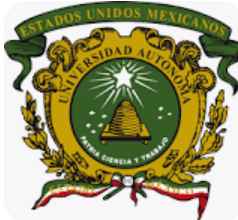 ESTADOS UNIDOS MEXICANOS
UNIVERSIDAD AUTONOMA
PATRIA CIENCIA Y TRABAJO